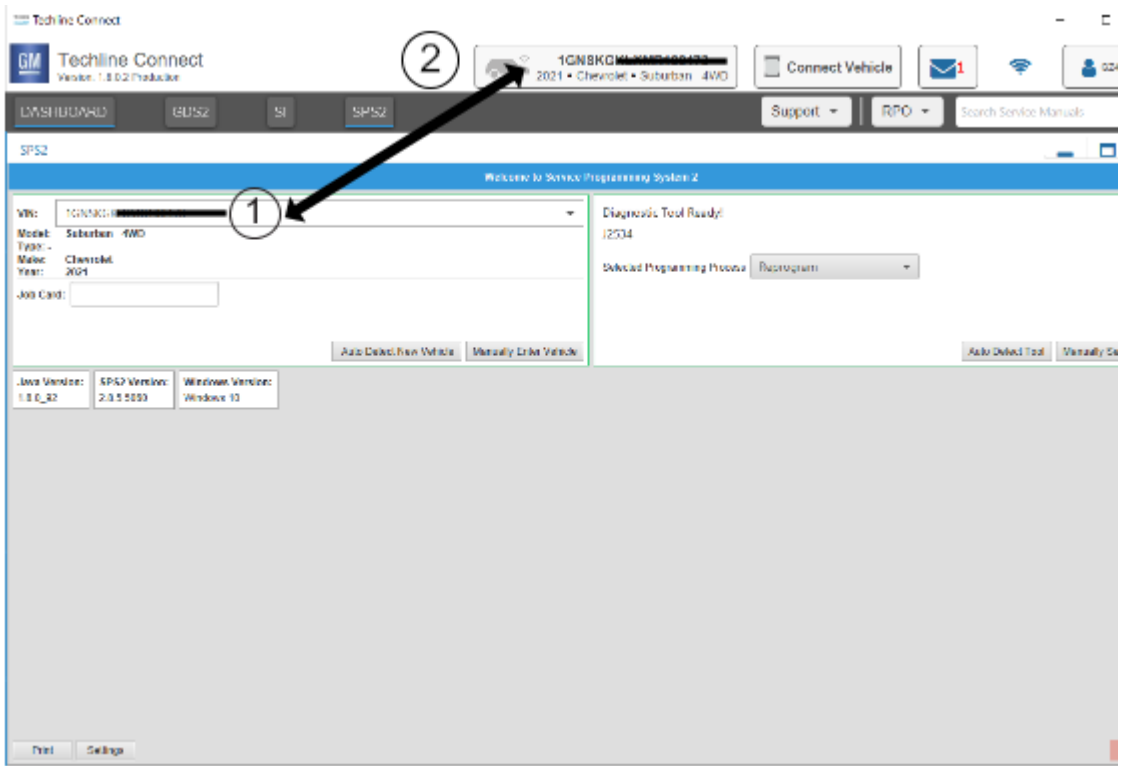 Techline Connect
GM
Techline Connect
Version: 1.8.0.2 Production
2
2021 • Chevrolet • Suburban 4WD
Connect Vehicle
1
DASHBOARD GDS2 SI SPS2
Support RPO Search Service Manuals
SPS2
Welcome to Service Programming System 2
VIN:
1
Model: Suburban 4WD
Type: -
Make: Chevrolet
Year: 2021
Job Card:
Auto Detect New Vehicle Manually Enter Vehicle
Diagnostic Tool Ready!
J2534
Selected Programming Process Reprogram
Auto Detect Tool Manually Se
Java Version: SPS2 Version: Windows Version:
Windows 10
Print Settings